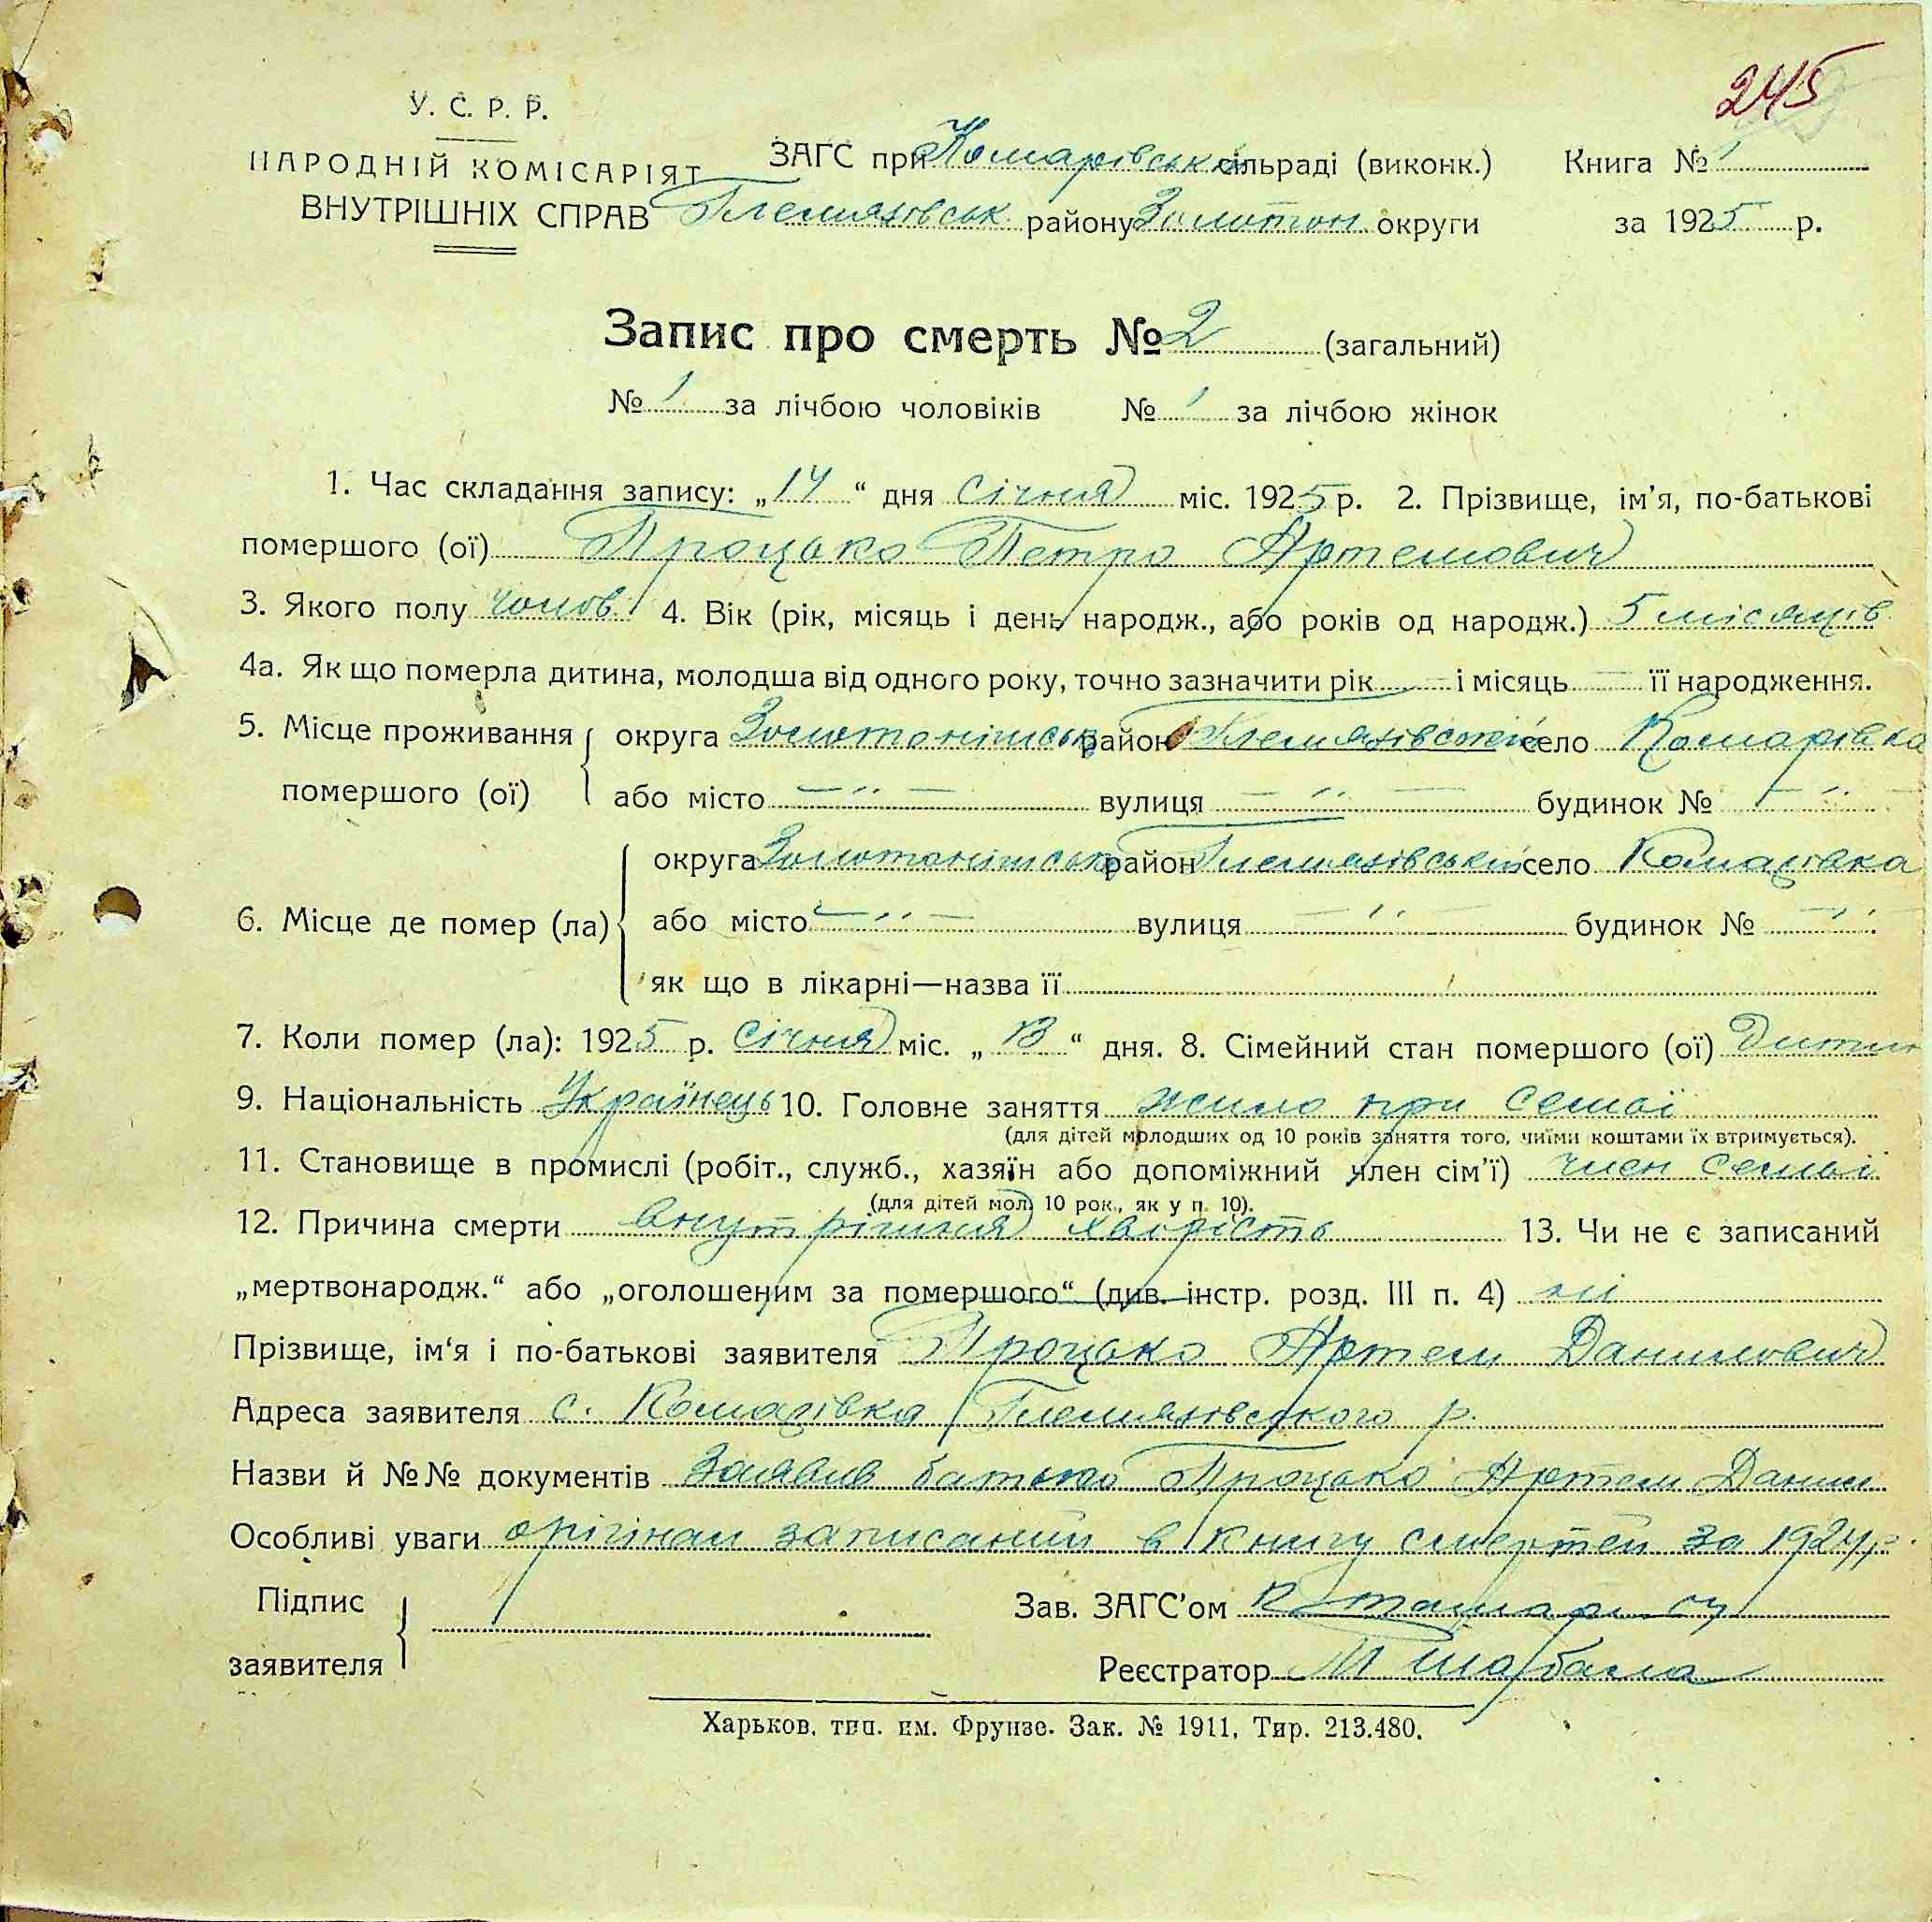 245
У. С. Р. Р.
НАРОДНІЙ КОМІСАРІЯТ
ВНУТРІШНІХ СПРАВ
ЗАГС при Комарівськ сільраді (виконк.) Книга № 1
Гельмязівськ району Золотон округи за 1925 р.
Запис про смерть № 2 (загальний)
№ 1 за лічбою чоловіків № 1 за лічбою жінок
1. Час складання запису: „14“ дня Січня міс. 1925 р. 2. Прізвище, ім’я, по-батькові
помершого (ої) Процько Петро Артемович
3. Якого полу чолов. 4. Вік (рік, місяць і день народж., або років од народж.) 5 місяців
4а. Як що померла дитина, молодша від одного року, точно зазначити рік — і місяць — її народження.
5. Місце проживання округа Золотонішська район село Комарівка
помершого (ої) або місто — " — вулиця — " — будинок № — " —
округа Золотонішська район село Комарівка
6. Місце де помер (ла) або місто — " — вулиця — " — будинок № — " —
як що в лікарні—назва її
7. Коли помер (ла): 1925 р. Січня міс. „13“ дня. 8. Сімейний стан помершого (ої) Дитин
9. Національність Українець 10. Головне заняття жило при семьї
(для дітей молодших од 10 років заняття того, чиїми коштами їх втримується).
11. Становище в промислі (робіт., служб., хазяїн або допоміжний член сім’ї) член семьї
(для дітей мол. 10 рок., як у п. 10).
12. Причина смерти внутрішня хворість 13. Чи не є записаний
„мертвонародж.“ або „оголошеним за помершого“ (див. інстр. розд. III п. 4) ні
Прізвище, ім‘я і по-батькові заявителя Процько Артем Данилович
Адреса заявителя с. Комарівка р.
Назви й №№ документів Заявив батько Процько Артем Данил
Особливі уваги орігінал записаний в книгу смертей за 1924 р.
Підпис
заявителя
Зав. ЗАГС’ом
Реєстратор
Харьков, тип. им. Фрунзе. Зак. № 1911, Тир. 213.480.